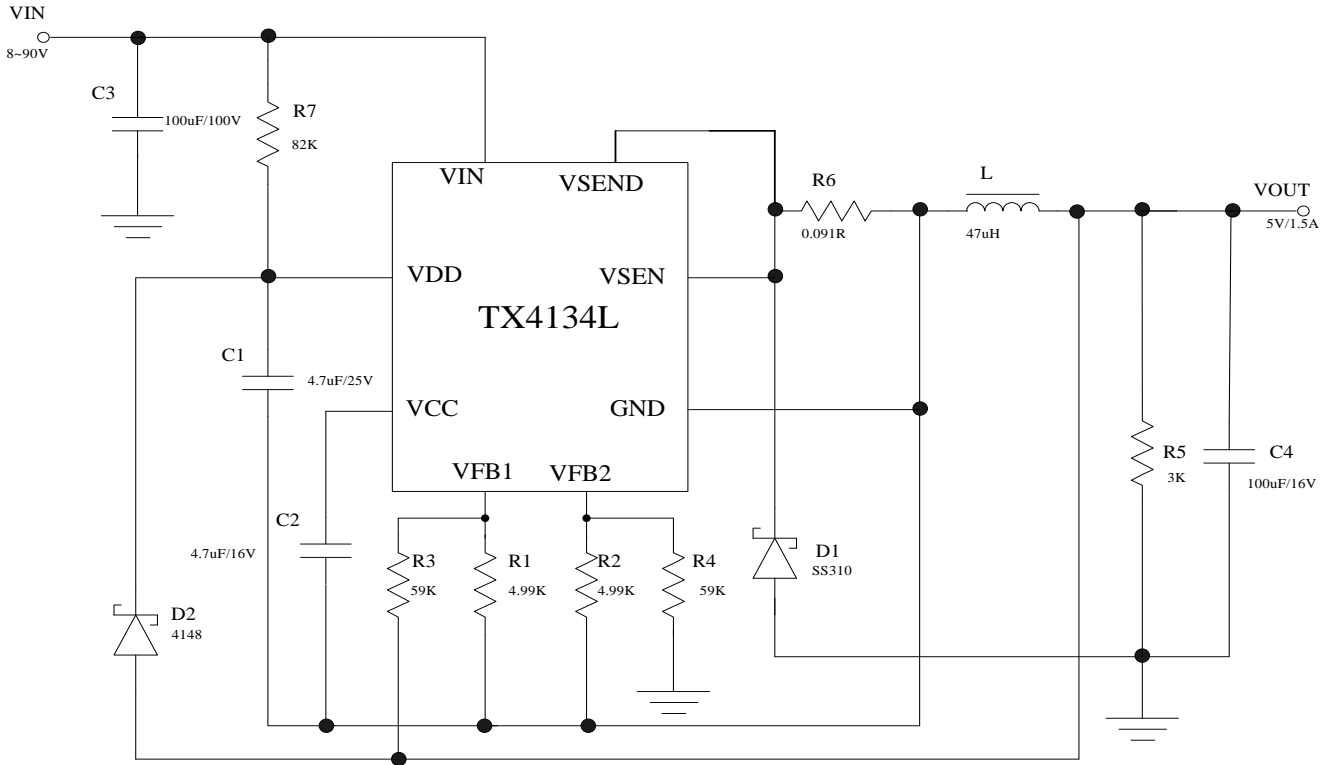 VIN
8~90V
C3
100uF/100V
R7
82K
VIN
VSEND
R6
0.091R
L
47uH
VOUT
5V/1.5A
VDD
VSEN
TX4134L
C1
4.7uF/25V
VCC
GND
VFB1
VFB2
R5
3K
C4
100uF/16V
C2
4.7uF/16V
R3
59K
R1
4.99K
R2
4.99K
R4
59K
D1
SS310
D2
4148